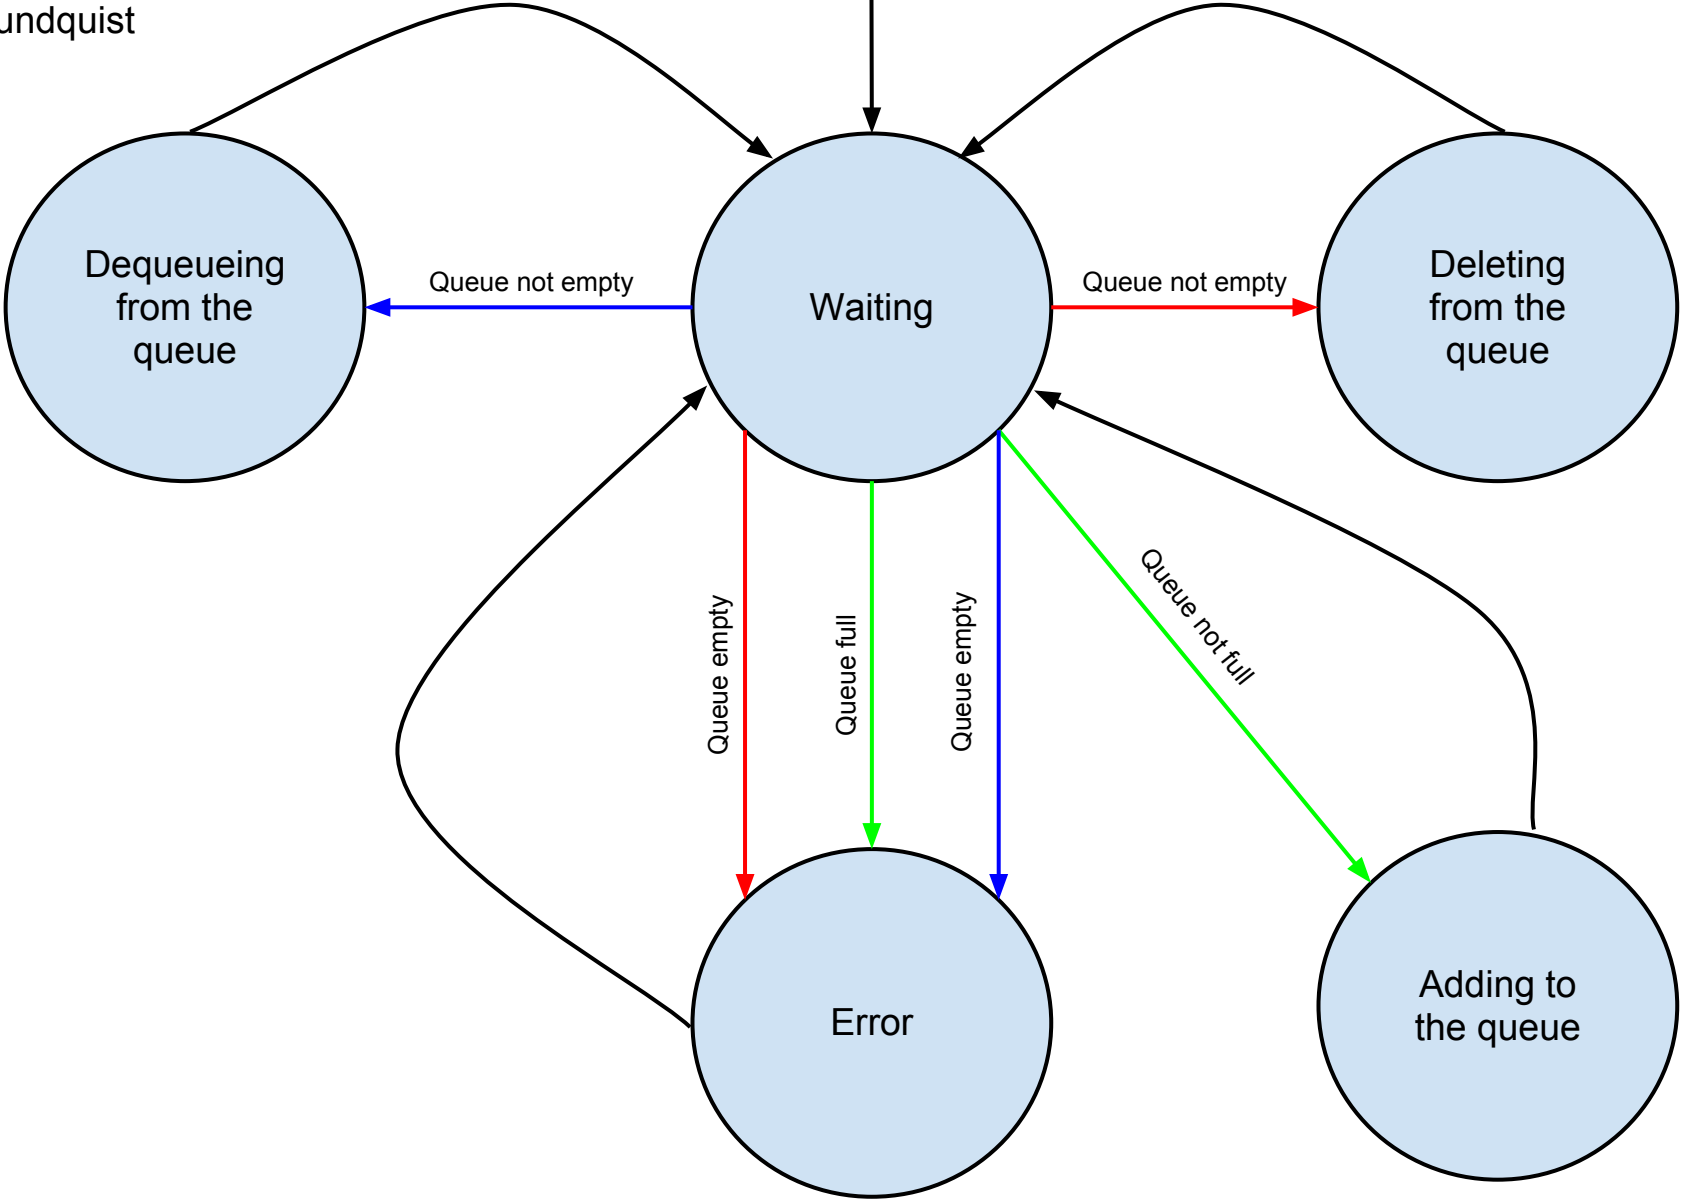 undquist
Dequeueing
from the
queue
Queue not empty
Waiting
Queue not empty
Deleting
from the
queue
Queue empty
Queue full
Queue empty
Queue not full
Error
Adding to
the queue